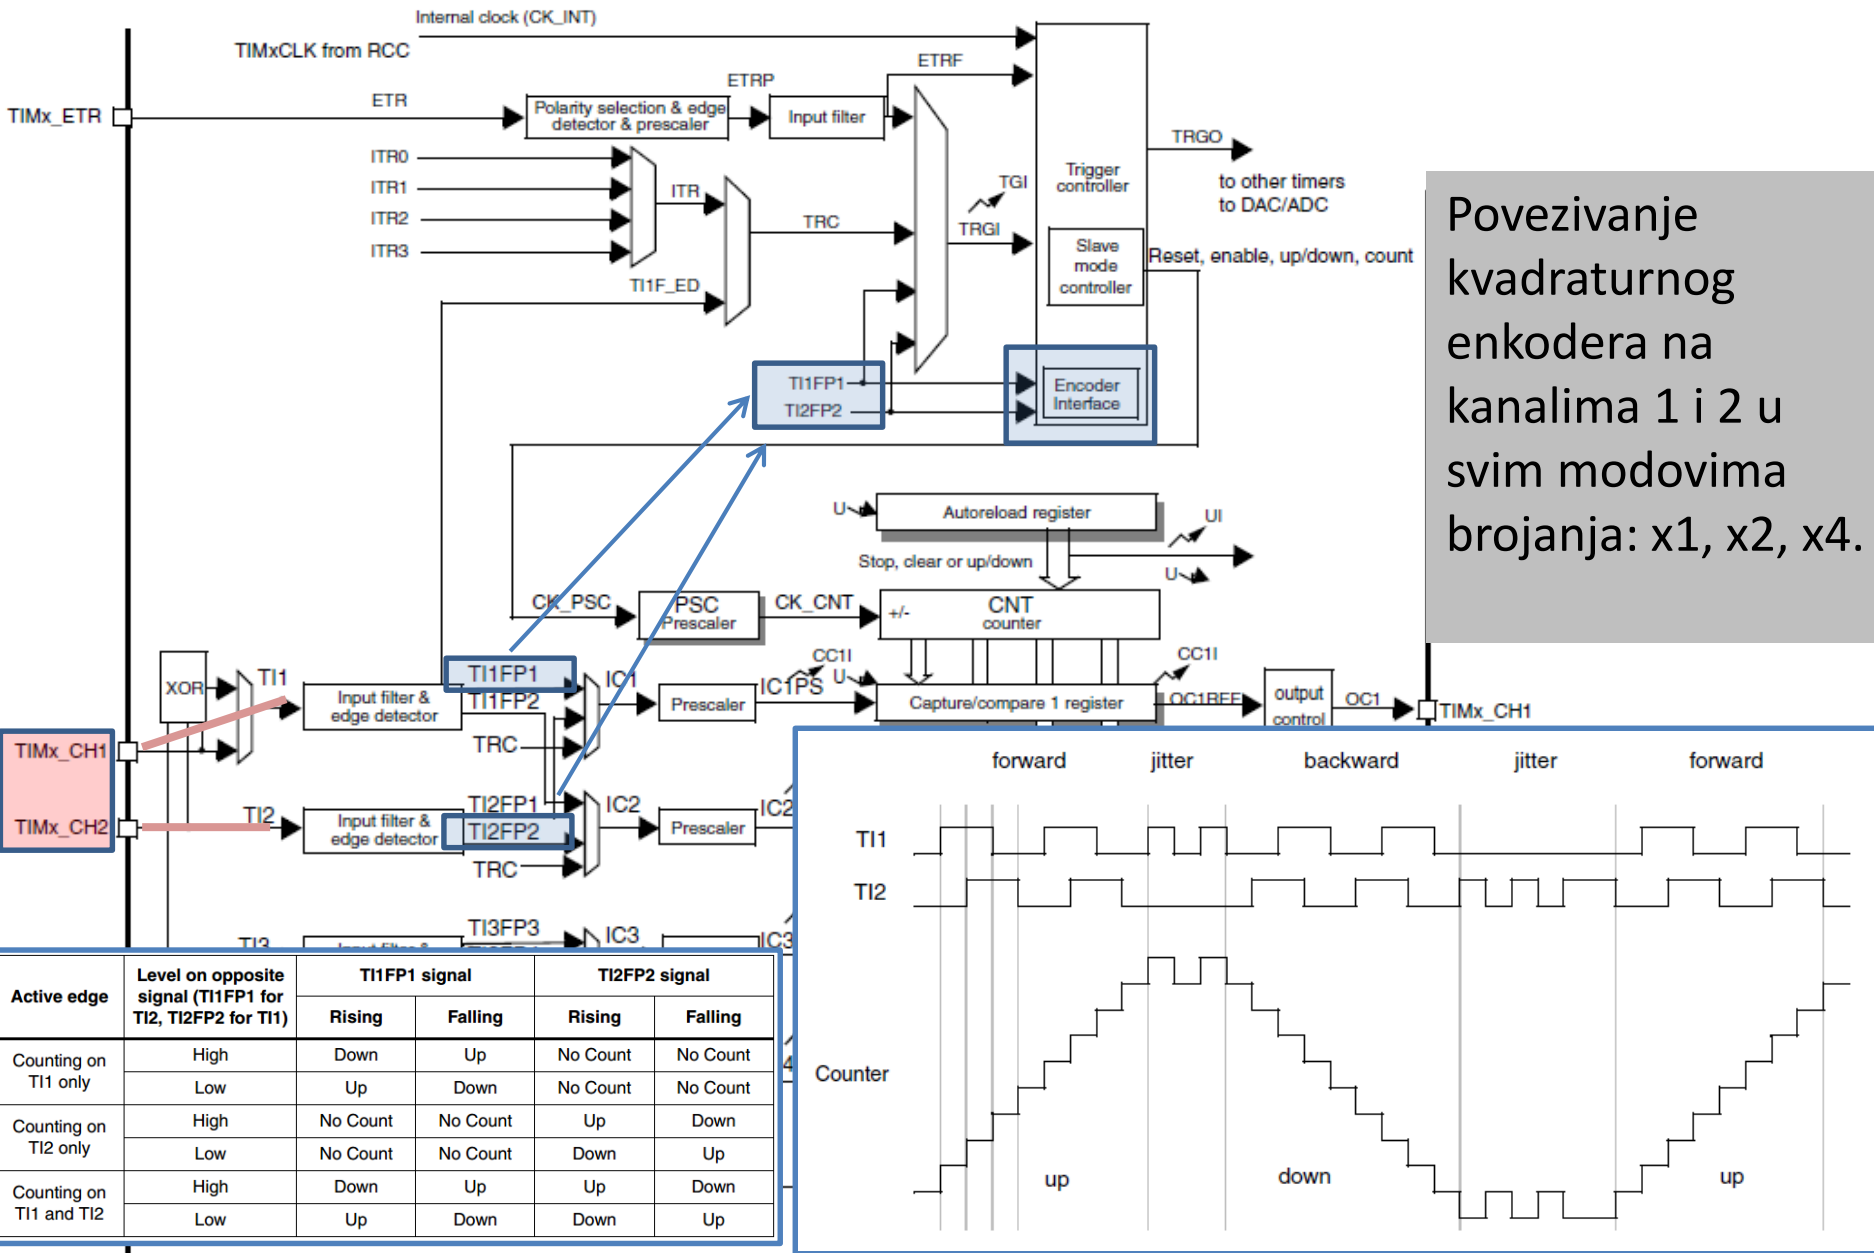 Internal clock (CK_INT)
TIMxCLK from RCC
ETRF
ETRP
TIMx_ETR
ETR
Polarity selection & edge
detector & prescaler
Input filter
TRGO
ITR0
ITR1
ITR2
ITR3
ITR
TRC
TGI
TRGI
Trigger
controller
to other timers
to DAC/ADC
Slave
mode
controller
Reset, enable, up/down, count
TI1F_ED
TI1FP1
TI2FP2
Encoder
Interface
Povezivanje
kvadraturnog
enkodera na
kanalima 1 i 2 u
svim modovima
brojanja: x1, x2, x4.
U
Autoreload register
UI
Stop, clear or up/down
U
CK_PSC
PSC
Prescaler
CK_CNT
+/-
CNT
counter
CC1I
U
CC1I
XOR
TI1
Input filter &
edge detector
TI1FP1
TI1FP2
TRC
IC1
Prescaler
IC1PS
Capture/compare 1 register
OC1REF
output
control
OC1
TIMx_CH1
TIMx_CH1
TIMx_CH2
TI2
Input filter &
edge detector
TI2FP1
TI2FP2
TRC
IC2
Prescaler
IC2
TI3
TI3FP3
IC3
IC3
4
Active edge
Level on opposite
signal (TI1FP1 for
TI2, TI2FP2 for TI1)
TI1FP1 signal
TI2FP2 signal
Rising
Falling
Rising
Falling
Counting on
TI1 only
High
Down
Up
No Count
No Count
Low
Up
Down
No Count
No Count
Counting on
TI2 only
High
No Count
No Count
Up
Down
Low
No Count
No Count
Down
Up
Counting on
TI1 and TI2
High
Down
Up
Up
Down
Low
Up
Down
Down
Up
forward
jitter
backward
jitter
forward
TI1
TI2
Counter
up
down
up